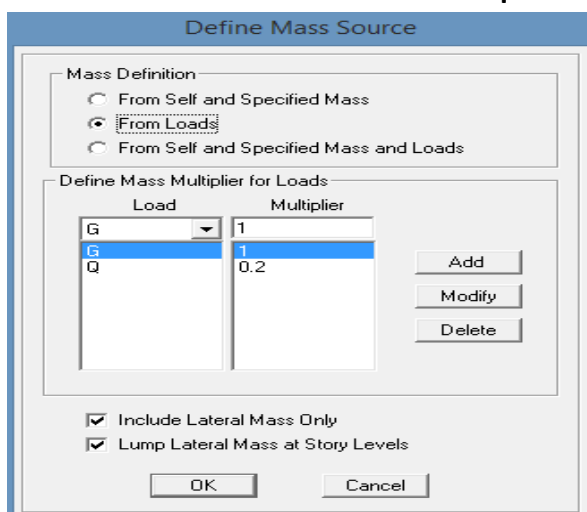 Define Mass Source
Mass Definition
From Self and Specified Mass
From Loads
From Self and Specified Mass and Loads
Define Mass Multiplier for Loads
Load Multiplier
G 1
G 1
Q 0.2
Add
Modify
Delete
Include Lateral Mass Only
Lump Lateral Mass at Story Levels
OK Cancel